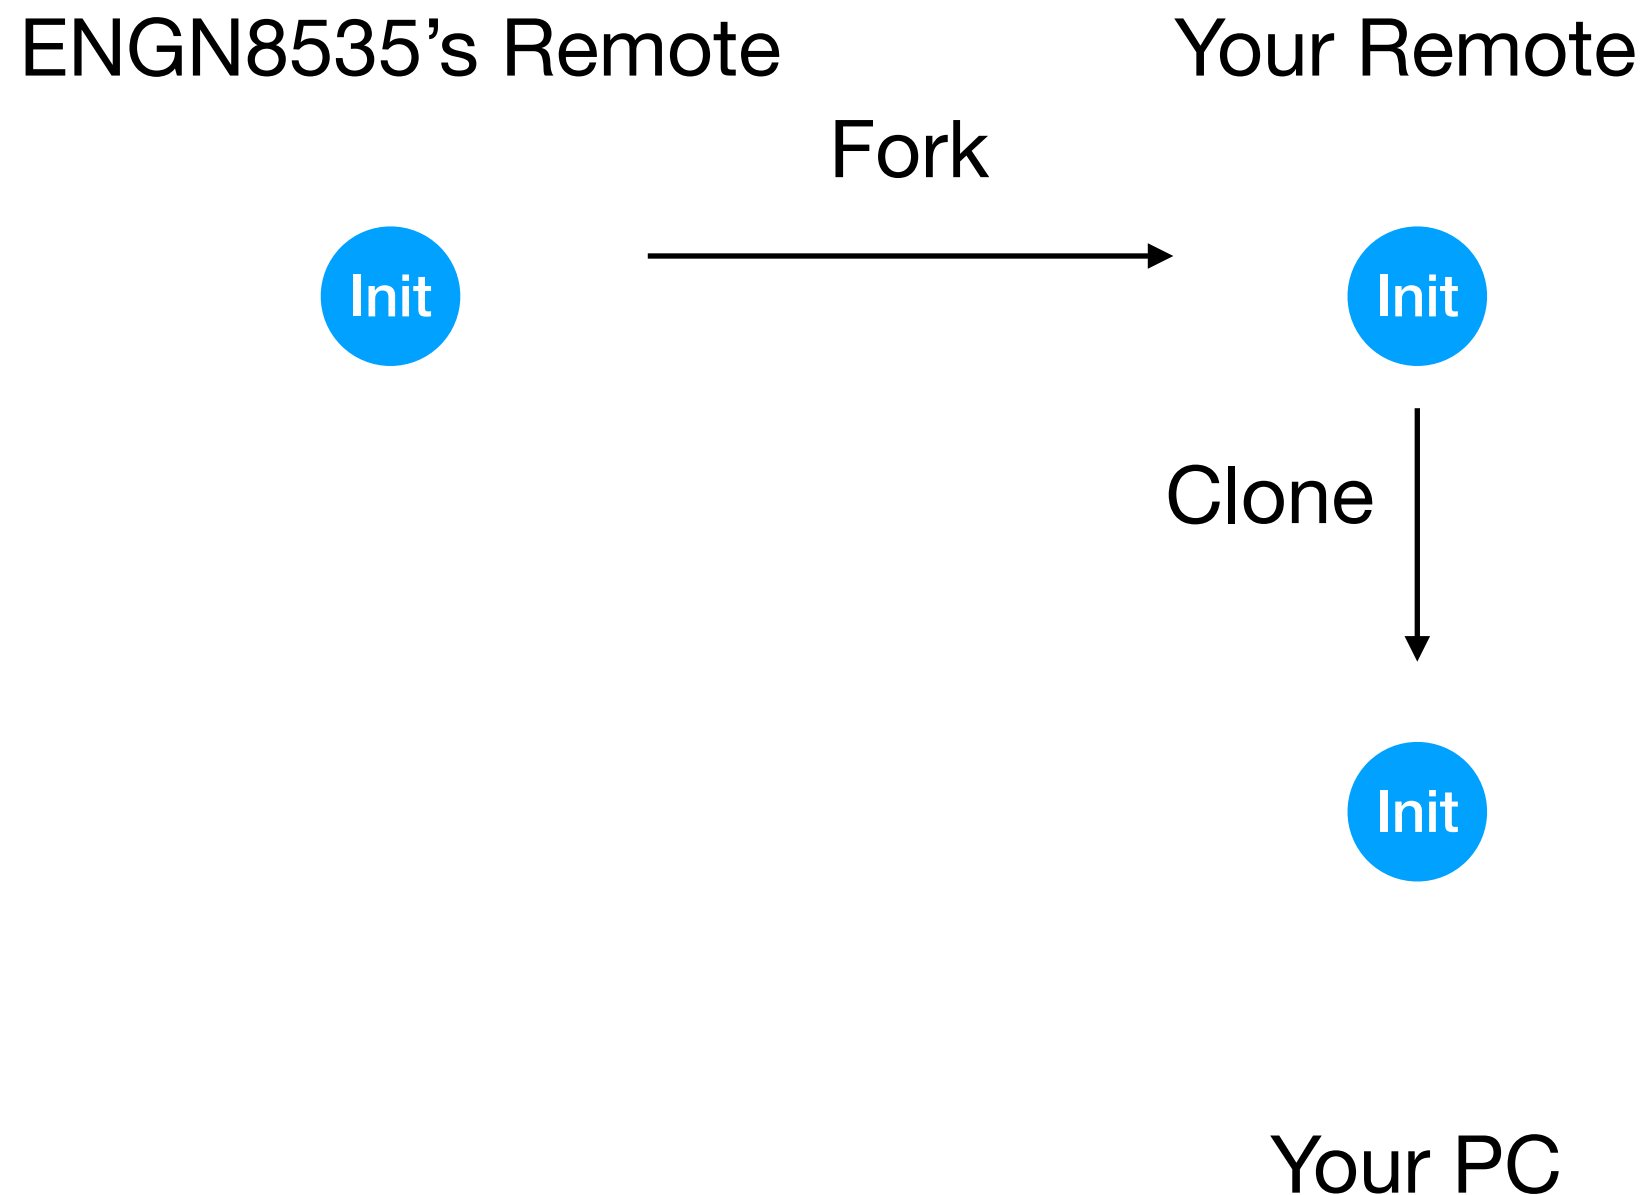 ENGN8535’s Remote
Your Remote
Fork
Init
Init
Clone
Init
Your PC